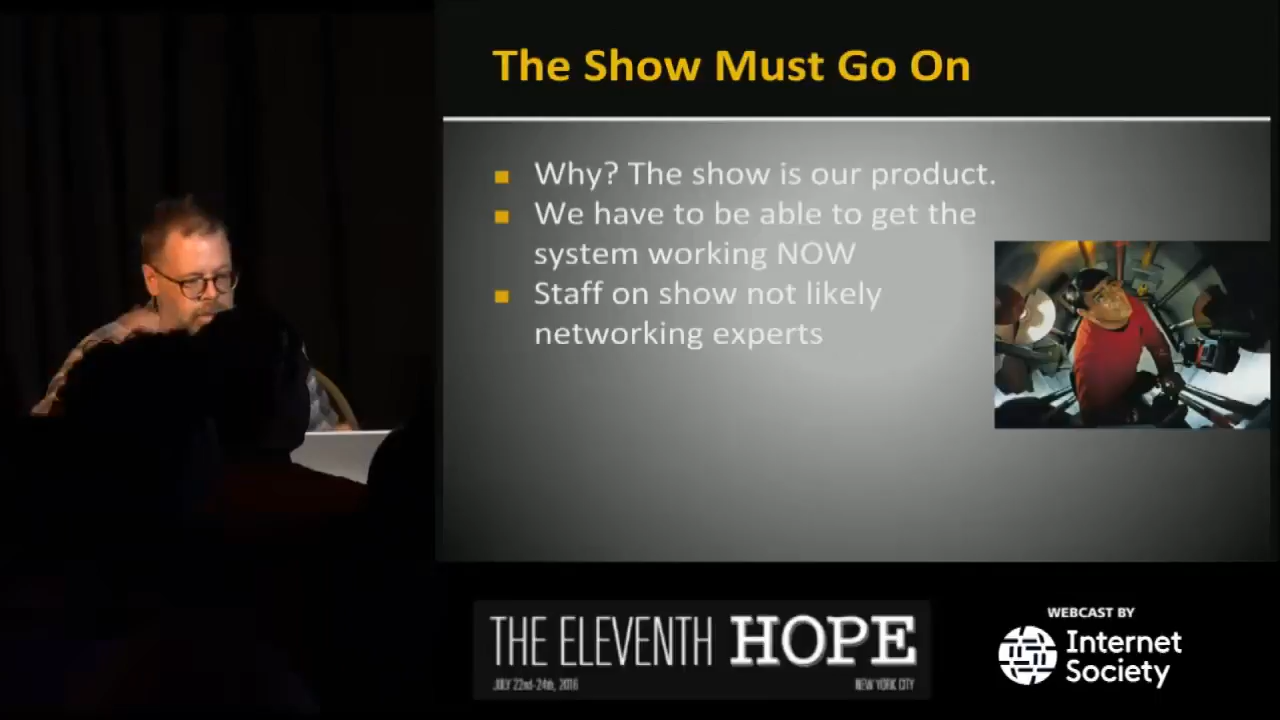 The Show Must Go On
Why? The show is our product.
We have to be able to get the
system working NOW
Staff on show not likely
networking experts
THE ELEVENTH HOPE
JULY 22nd-24th, 2016
NEW YORK CITY
WEBCAST BY
Internet
Society